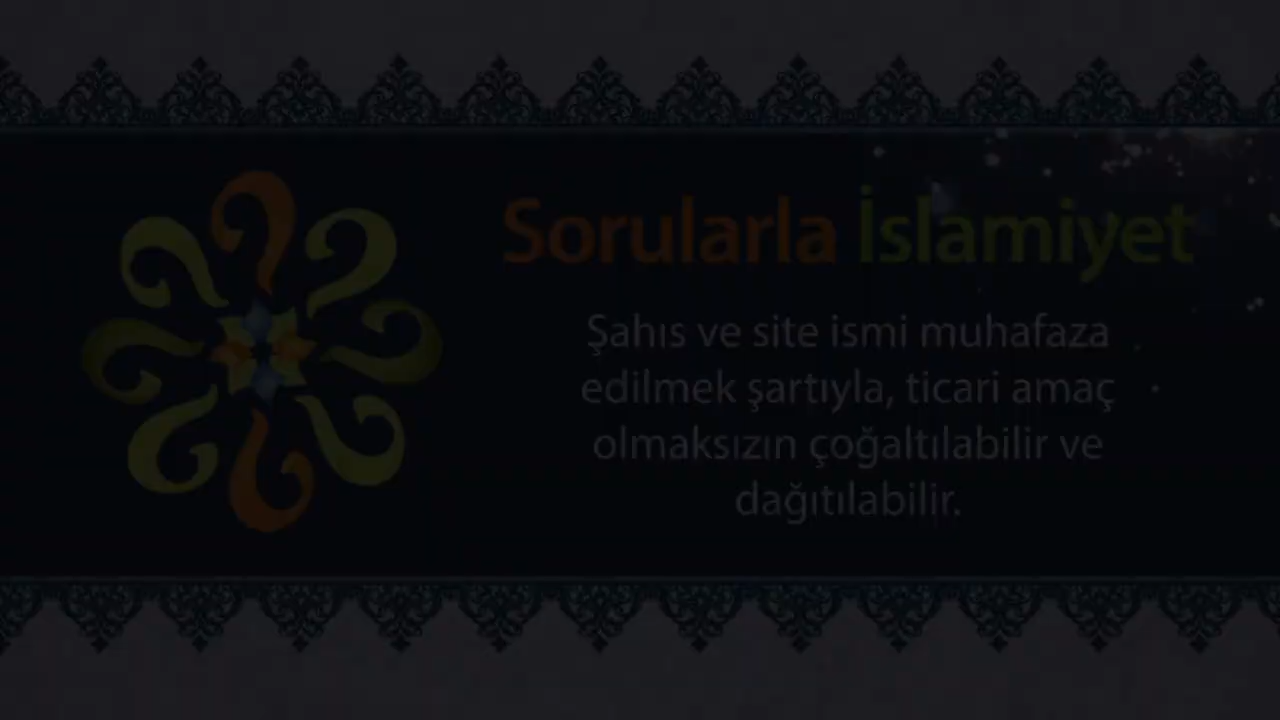 Sorularla İslamiyet
Şahıs ve site ismi muhafaza
edilmek şartıyla, ticari amaç
olmaksızın çoğaltılabilir ve
dağıtılabilir.